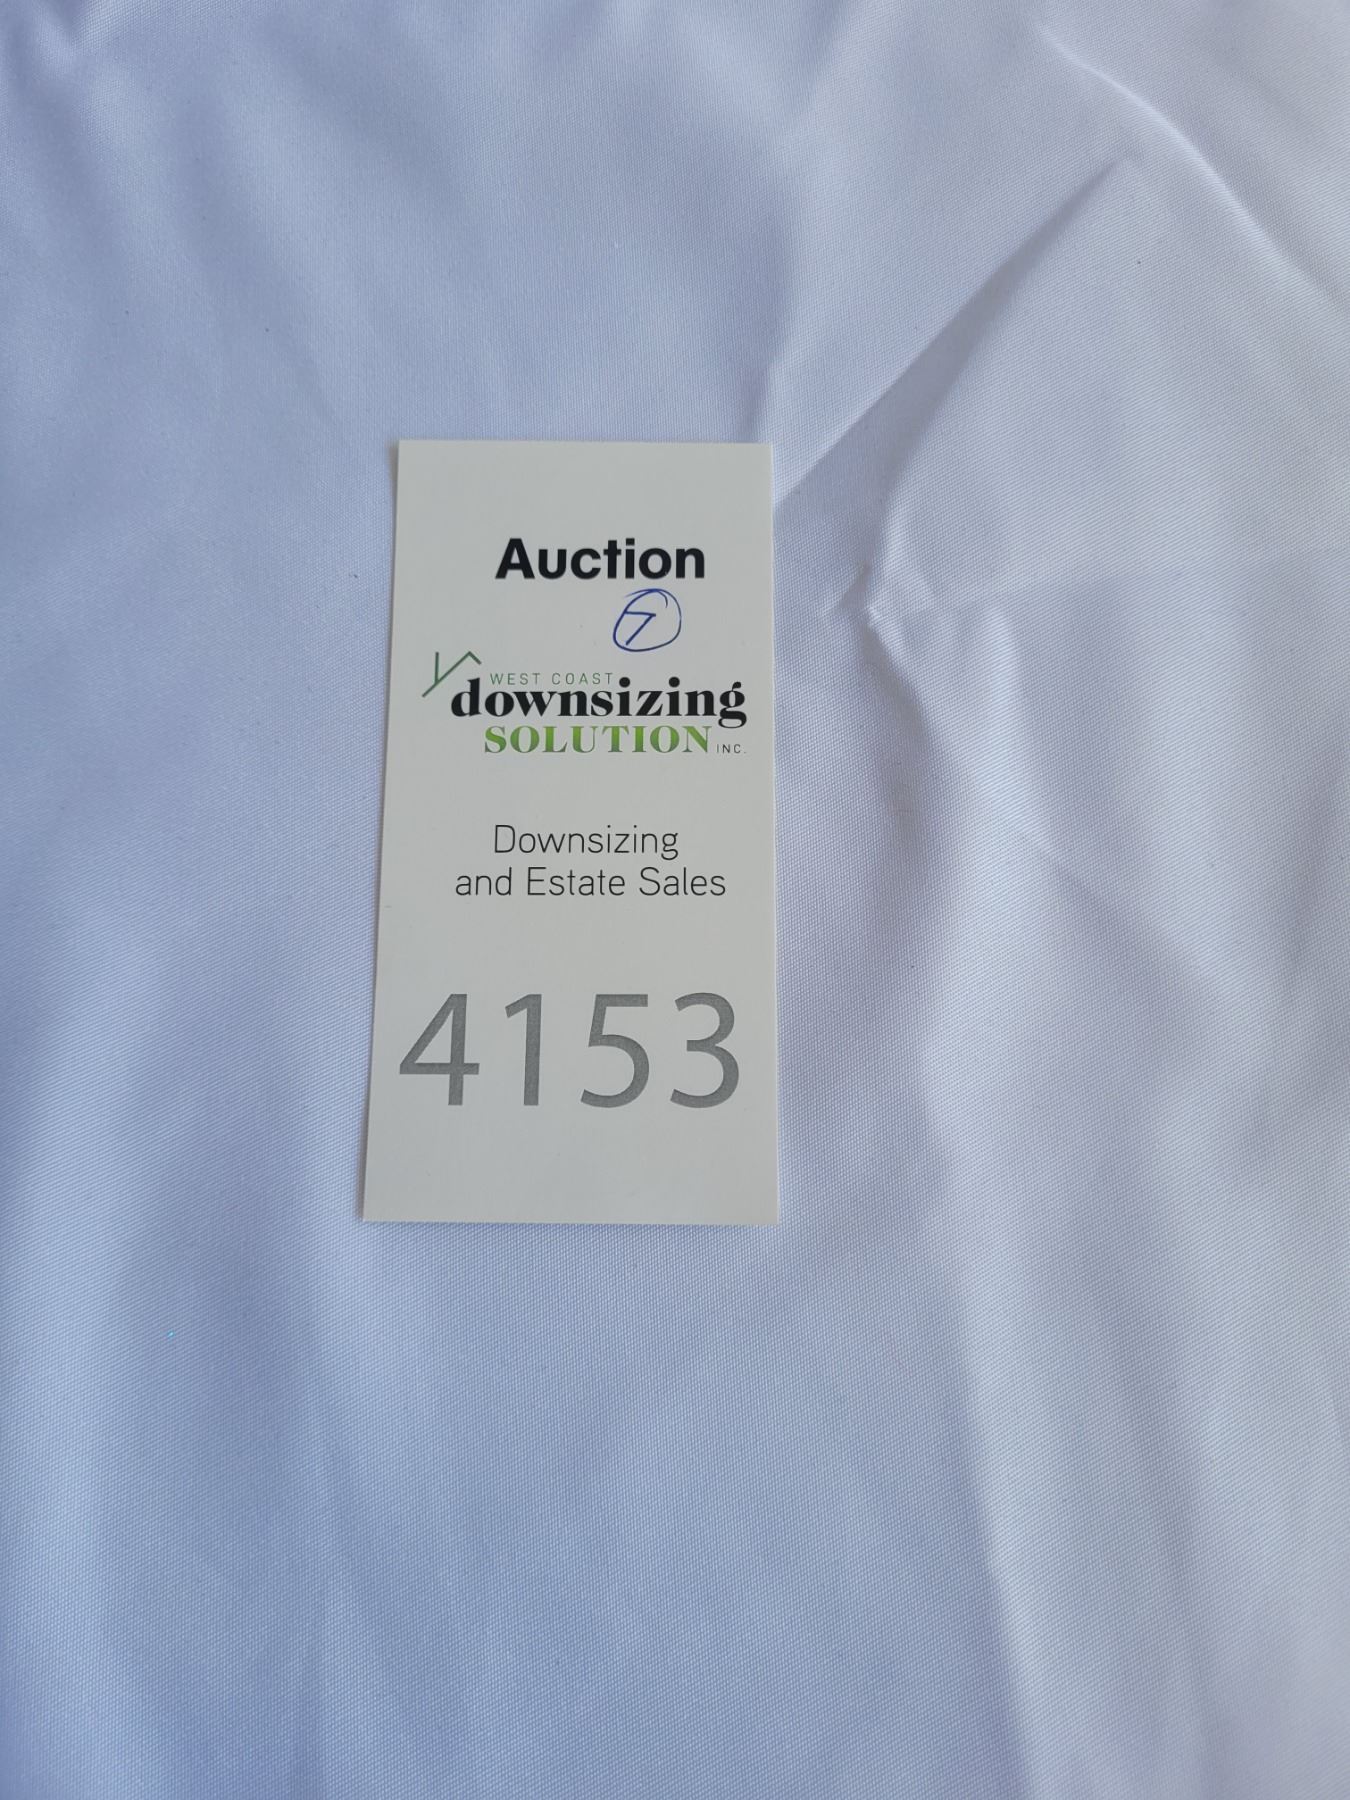 Auction
7
WEST COAST
downsizing
SOLUTION INC.
Downsizing
and Estate Sales
4153